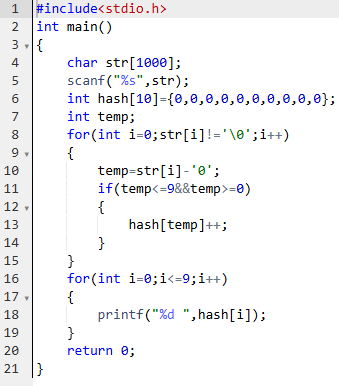 1 #include<stdio.h>
2 int main()
3 {
4     char str[1000];
5     scanf("%s",str);
6     int hash[10]={0,0,0,0,0,0,0,0,0,0};
7     int temp;
8     for(int i=0;str[i]!='\0';i++)
9     {
10         temp=str[i]-'0';
11         if(temp<=9&&temp>=0)
12         {
13             hash[temp]++;
14         }
15     }
16     for(int i=0;i<=9;i++)
17     {
18         printf("%d ",hash[i]);
19     }
20     return 0;
21 }